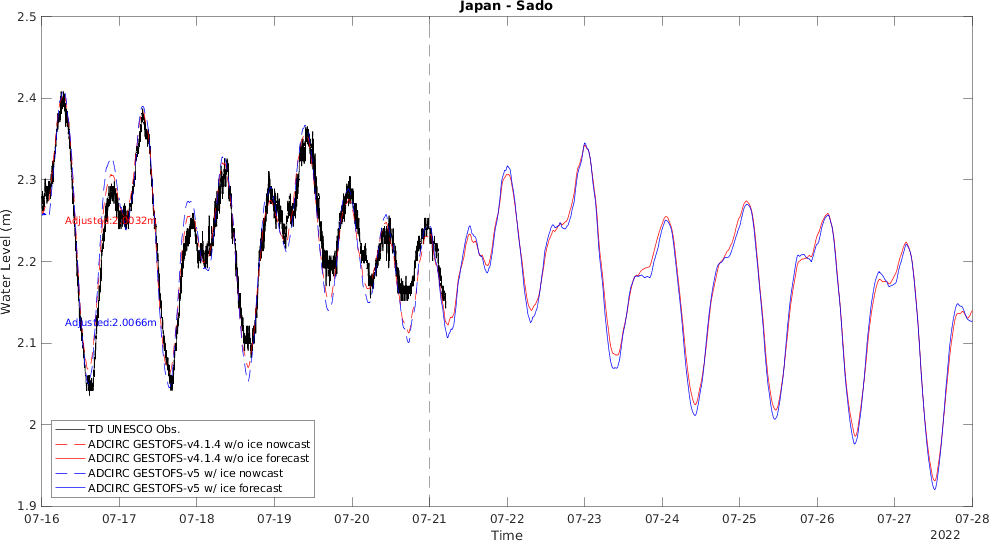 Japan - Sado
2.5
2.4
2.3
2.2
2.1
2
1.9
Water Level (m)
Adjusted:2.0066m
TD UNESCO Obs.
ADCIRC GESTOFS-v4.1.4 w/o ice nowcast
ADCIRC GESTOFS-v4.1.4 w/o ice forecast
ADCIRC GESTOFS-v5 w/ ice nowcast
ADCIRC GESTOFS-v5 w/ ice forecast
07-16 07-17 07-18 07-19 07-20 07-21 07-22 07-23 07-24 07-25 07-26 07-27 07-28
Time
2022